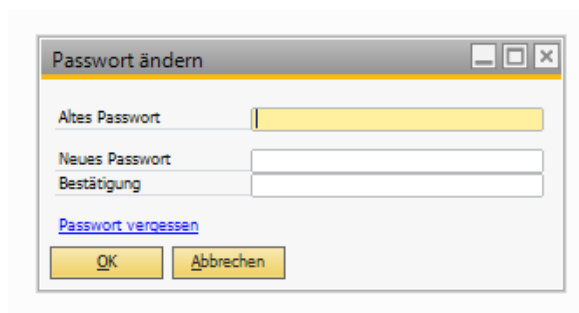 Passwort ändern
Altes Passwort
Neues Passwort
Bestätigung
Passwort vergessen
OK Abbrechen